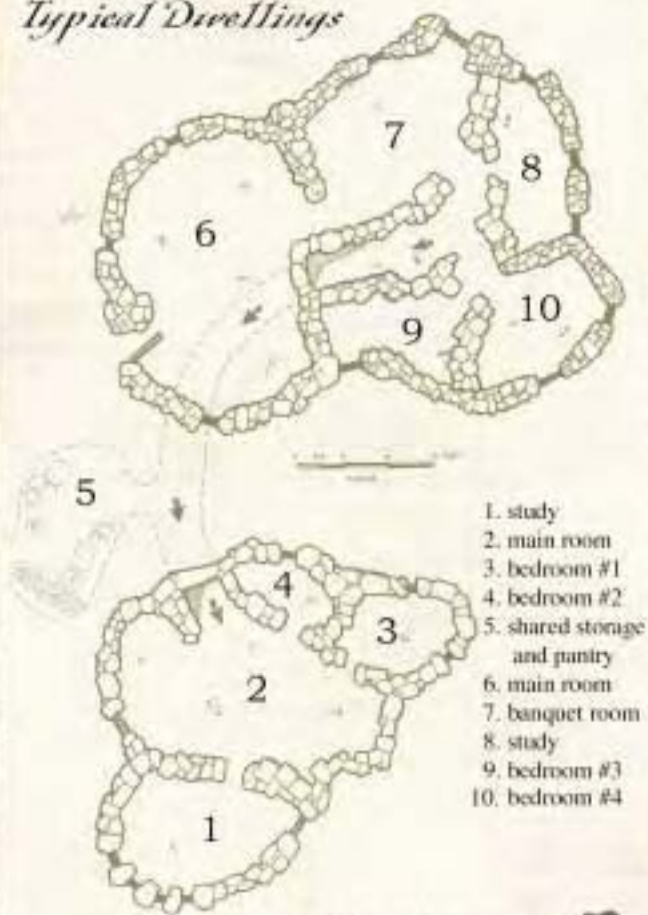 Typical Dwellings
7
8
6
10
9
5
1. study
2. main room
3. bedroom #1
4. bedroom #2
5. shared storage
and pantry
6. main room
7. banquet room
8. study
9. bedroom #3
10. bedroom #4
4
3
2
1